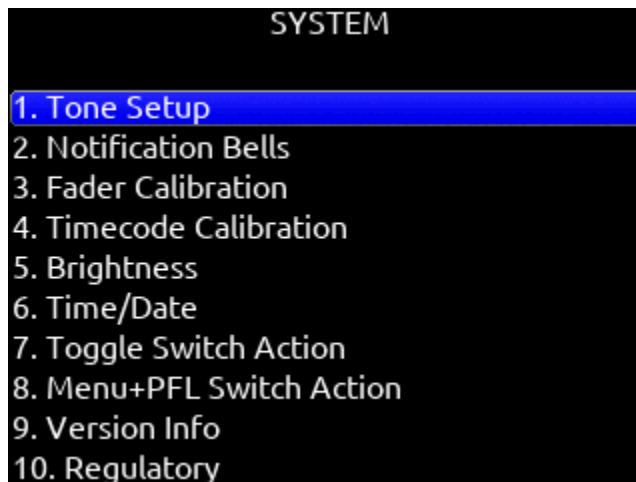 SYSTEM
1. Tone Setup
2. Notification Bells
3. Fader Calibration
4. Timecode Calibration
5. Brightness
6. Time/Date
7. Toggle Switch Action
8. Menu+PFL Switch Action
9. Version Info
10. Regulatory